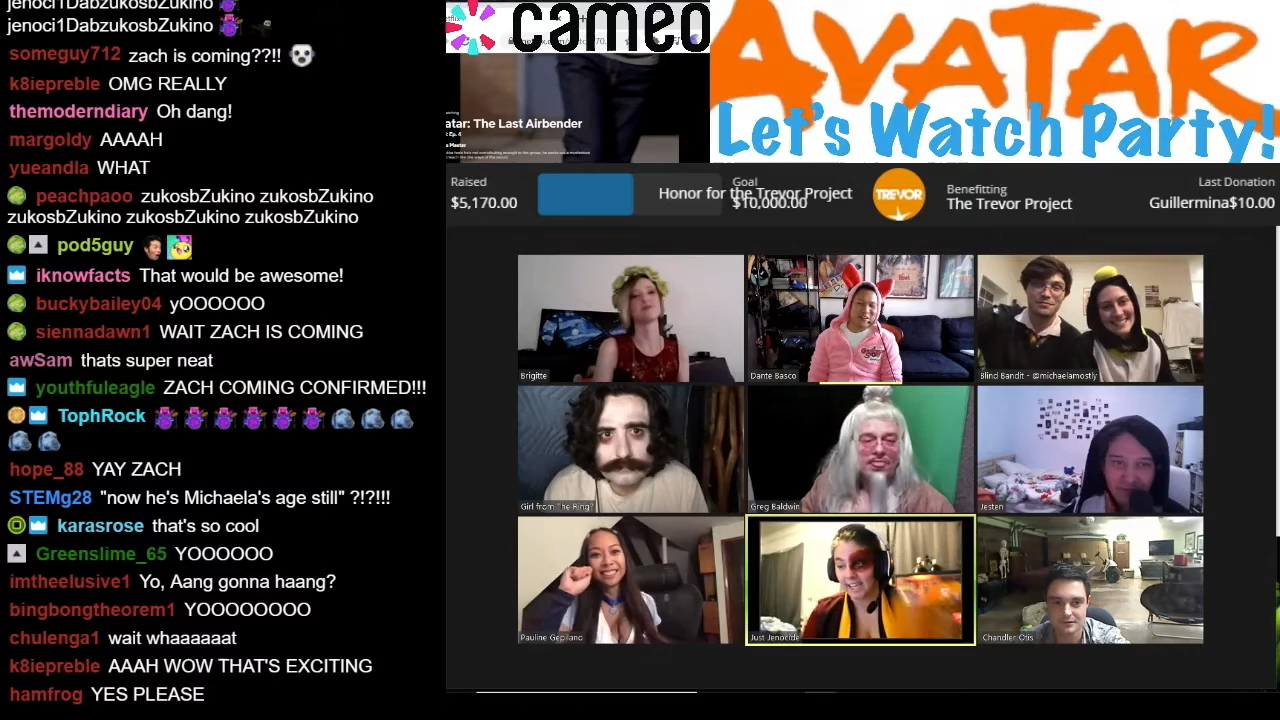 jenoci1DabzukosbZukino
jenoci1DabzukosbZukino
someguy712 zach is coming??!!
k8iepreble OMG REALLY
themoderndiary Oh dang!
margoldy AAAAH
yueandla WHAT
peachpaoo zukosbZukino zukosbZukino
zukosbZukino zukosbZukino zukosbZukino
pod5guy
iknowfacts That would be awesome!
buckybailey04 yOOOOOO
siennadawn1 WAIT ZACH IS COMING
awSam thats super neat
youthfuleagle ZACH COMING CONFIRMED!!!
TophRock
hope_88 YAY ZACH
STEMg28 "now he's Michaela's age still" ?!?!!!
karasrose that's so cool
Greenslime_65 YOOOOOO
imtheelusive1 Yo, Aang gonna haang?
bingbongtheorem1 YOOOOOOOO
chulenga1 wait whaaaaaat
k8iepreble AAAH WOW THAT'S EXCITING
hamfrog YES PLEASE
cameo
atar: The Last Airbender
Ep. 4
s Master
AVATAR
Let's Watch Party!
Raised
$5,170.00
Honor for the Trevor Project
Goal
$10,000.00
TREVOR
Benefitting
The Trevor Project
Last Donation
Guillermina$10.00
Brigitte
Dante Basco
Blind Bandit - @michaelamostly
Girl from The Ring?
Greg Baldwin
Jesten
Pauline Gepilano
Just Jenocide
Chandler Otis